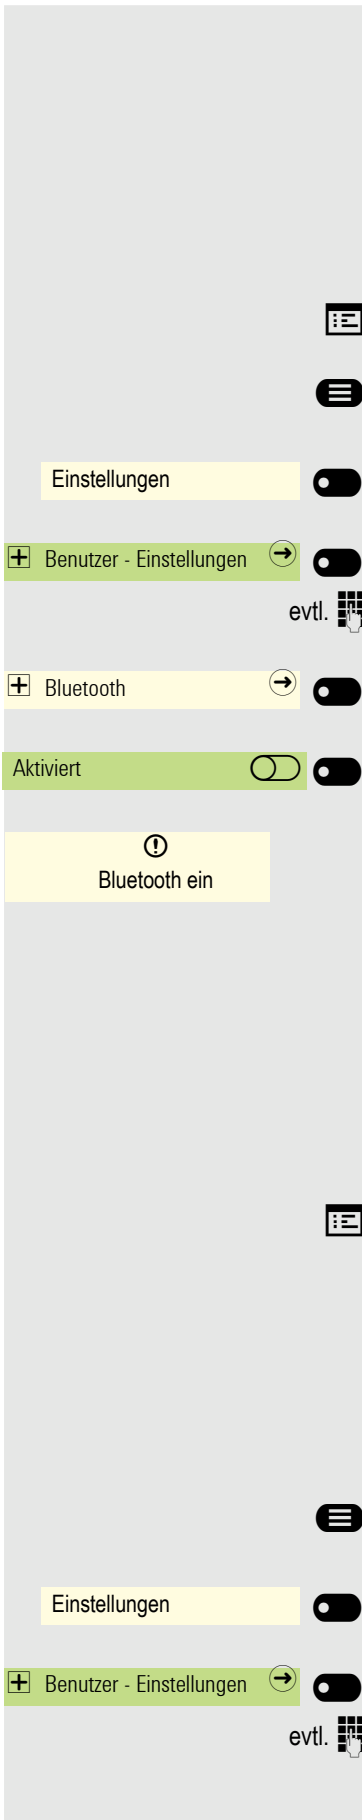 Einstellungen
Benutzer - Einstellungen
evtl.
Bluetooth
Aktiviert
Bluetooth ein
Einstellungen
Benutzer - Einstellungen
evtl.